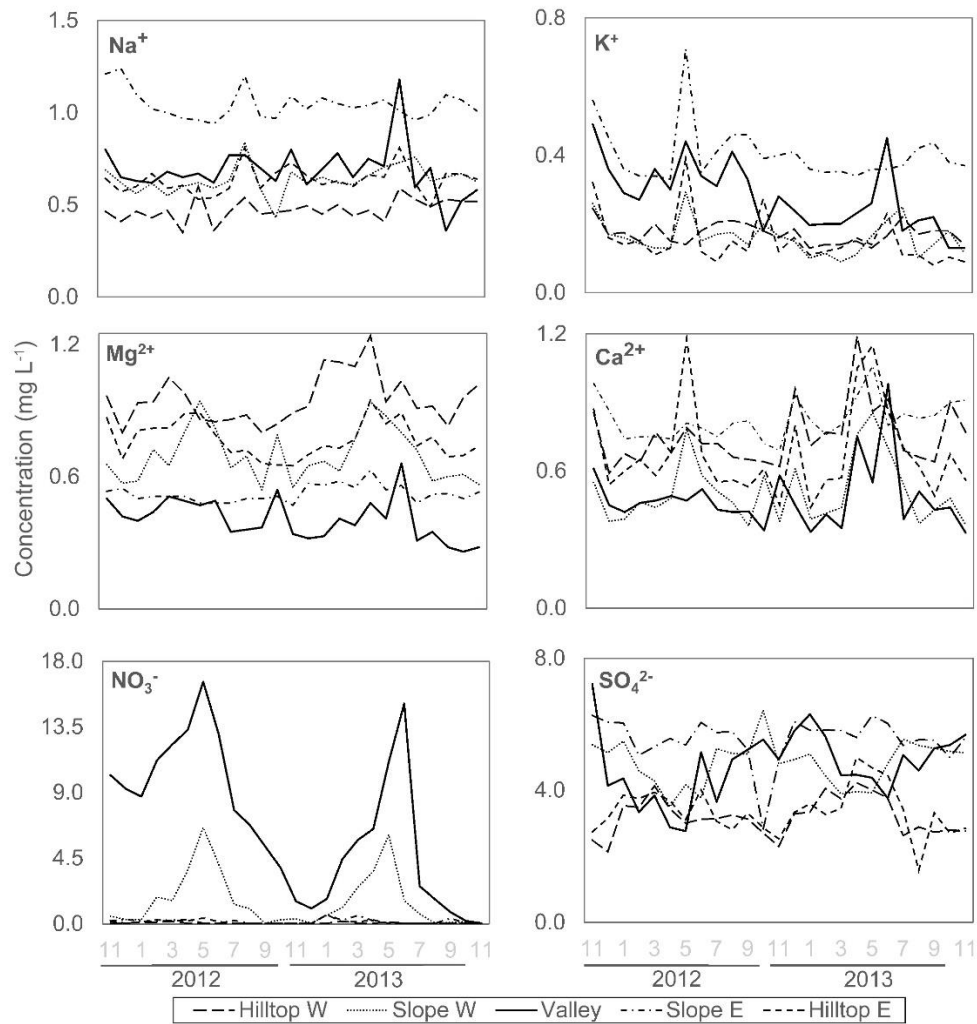 1.5
Na⁺
1.0
0.5
0.0
0.8
K⁺
0.4
0.0
Concentration (mg L⁻¹)
1.2
Mg²⁺
0.6
0.0
1.2
Ca²⁺
0.6
0.0
18.0
NO₃⁻
13.5
9.0
4.5
0.0
8.0
SO₄²⁻
4.0
0.0
11 1 3 5 7 9 11 1 3 5 7 9 11
2012 2013
11 1 3 5 7 9 11 1 3 5 7 9 11
2012 2013
Hilltop W Slope W Valley Slope E Hilltop E